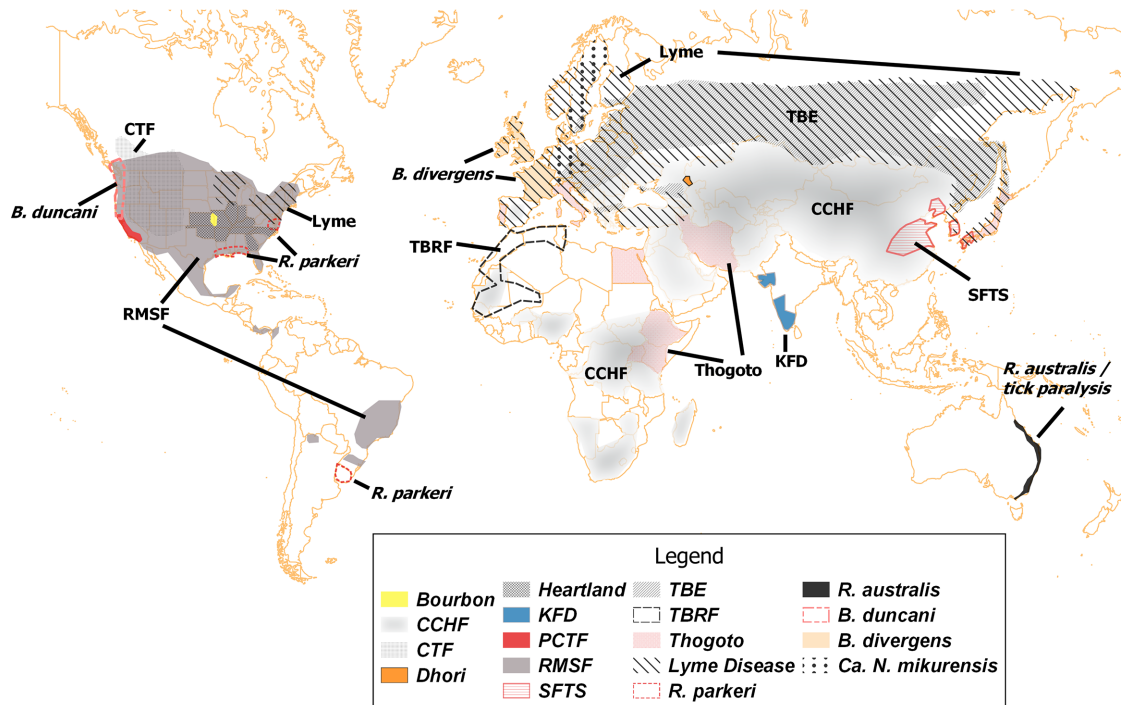 Lyme
CTF
TBE
B. divergens
B. duncani
CCHF
Lyme
TBRF
R. parkeri
SFTS
RMSF
KFD
Thogoto
CCHF
R. australis /
tick paralysis
R. parkeri
Legend
Bourbon
CCHF
CTF
Dhori
Heartland
KFD
PCTF
RMSF
SFTS
TBE
TBRF
Thogoto
Lyme Disease
R. parkeri
R. australis
B. duncani
B. divergens
Ca. N. mikurensis